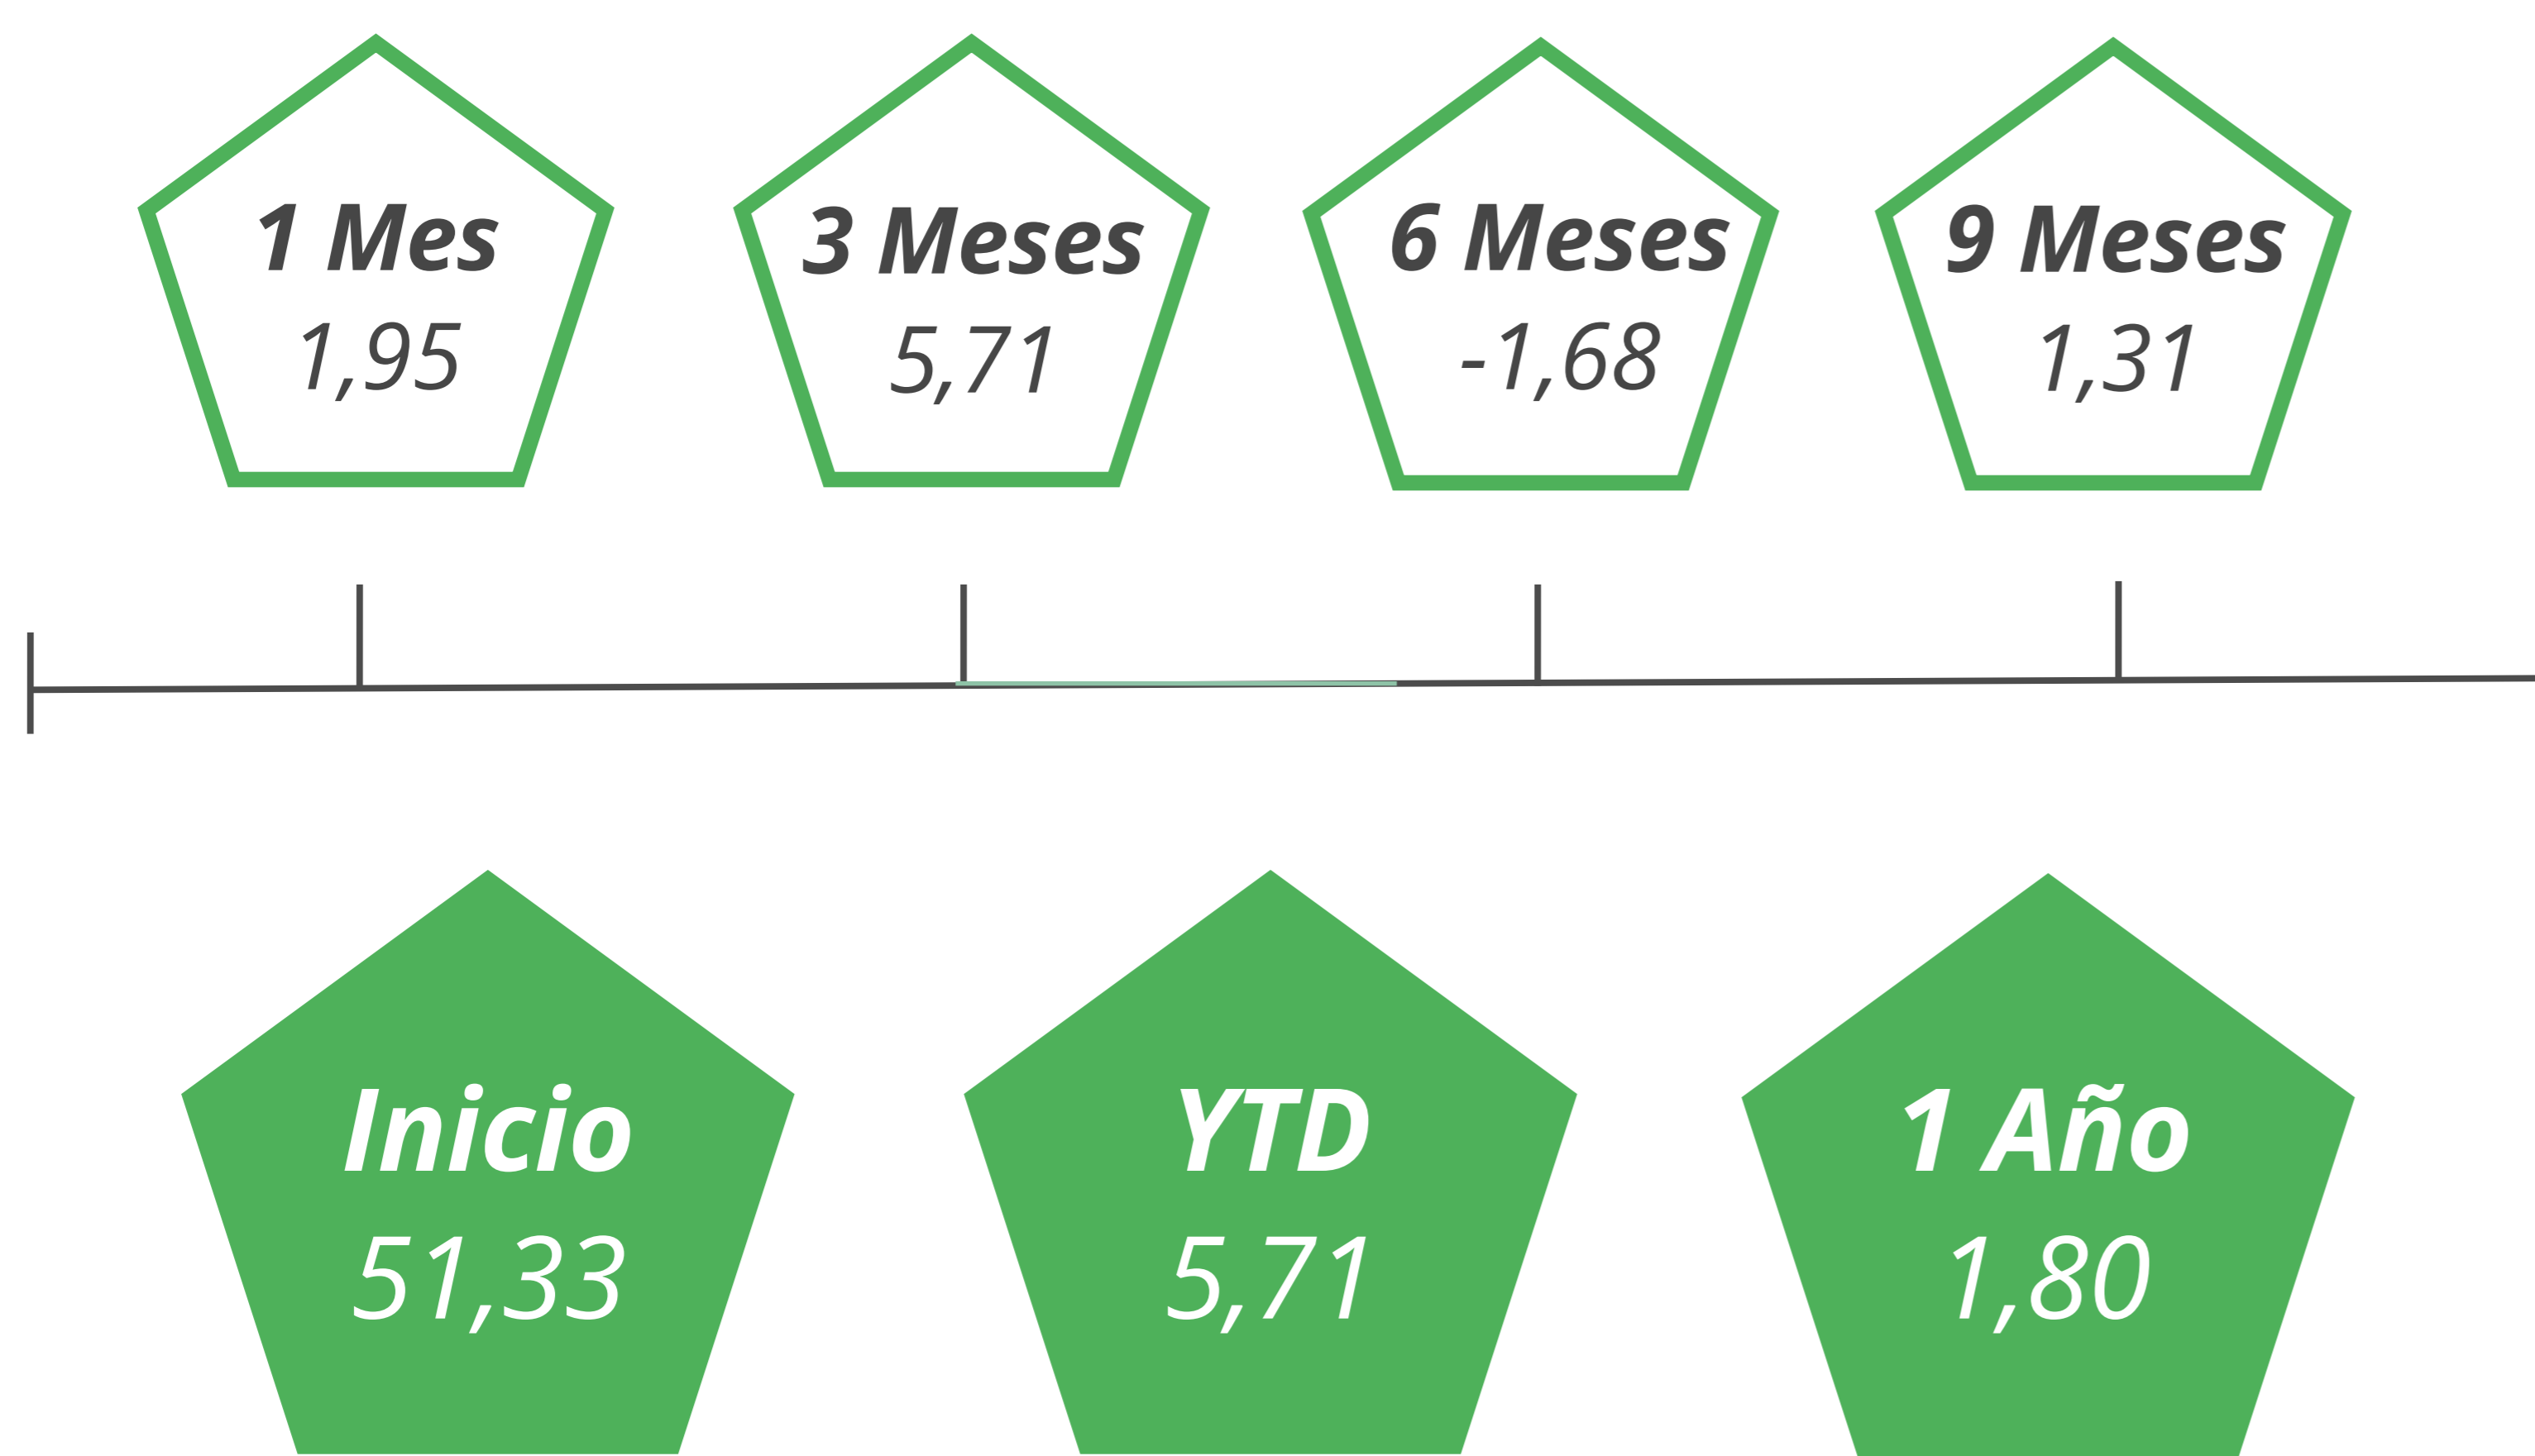 1 Mes
1,95
3 Meses
5,71
6 Meses
-1,68
9 Meses
1,31
Inicio
51,33
YTD
5,71
1 Año
1,80